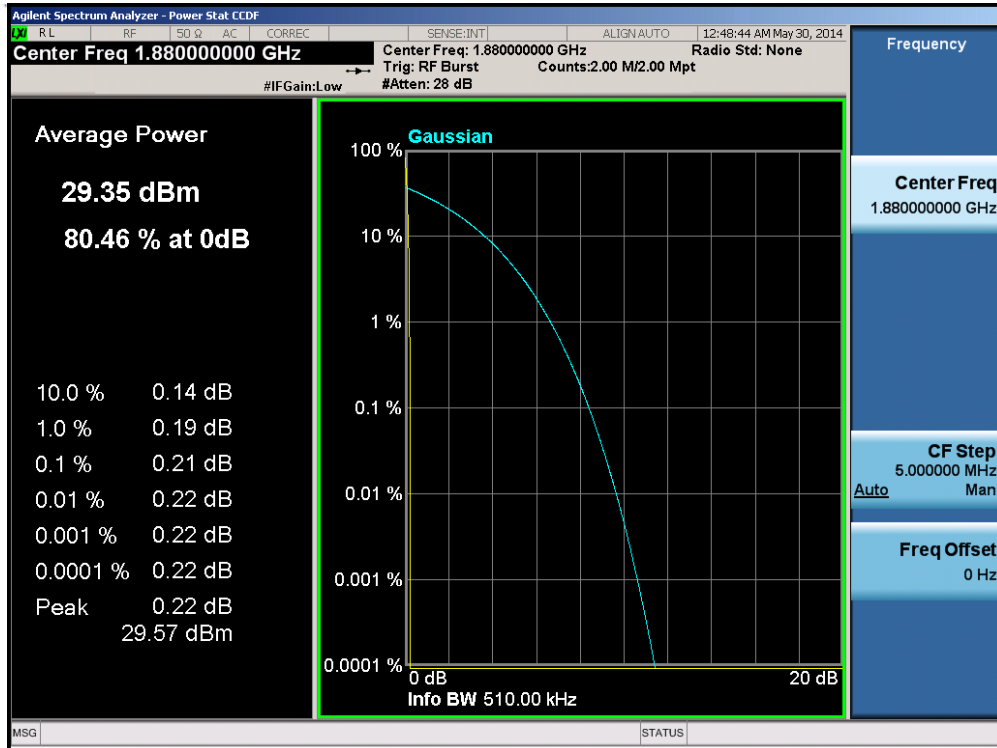 Agilent Spectrum Analyzer - Power Stat CCDF
LXI RL RF 50 Ω AC CORREC SENSE:INT ALIGN AUTO 12:48:44 AM May 30, 2014
Center Freq 1.880000000 GHz
Center Freq: 1.880000000 GHz Radio Std: None
Trig: RF Burst Counts:2.00 M/2.00 Mpt
#IFGain:Low #Atten: 28 dB
Average Power
29.35 dBm
80.46 % at 0dB
10.0 % 0.14 dB
1.0 % 0.19 dB
0.1 % 0.21 dB
0.01 % 0.22 dB
0.001 % 0.22 dB
0.0001 % 0.22 dB
Peak 0.22 dB
29.57 dBm
Gaussian
100 %
10 %
1 %
0.1 %
0.01 %
0.001 %
0.0001 %
0 dB 20 dB
Info BW 510.00 kHz
Frequency
Center Freq
1.880000000 GHz
CF Step
5.000000 MHz
Auto Man
Freq Offset
0 Hz
MSG STATUS